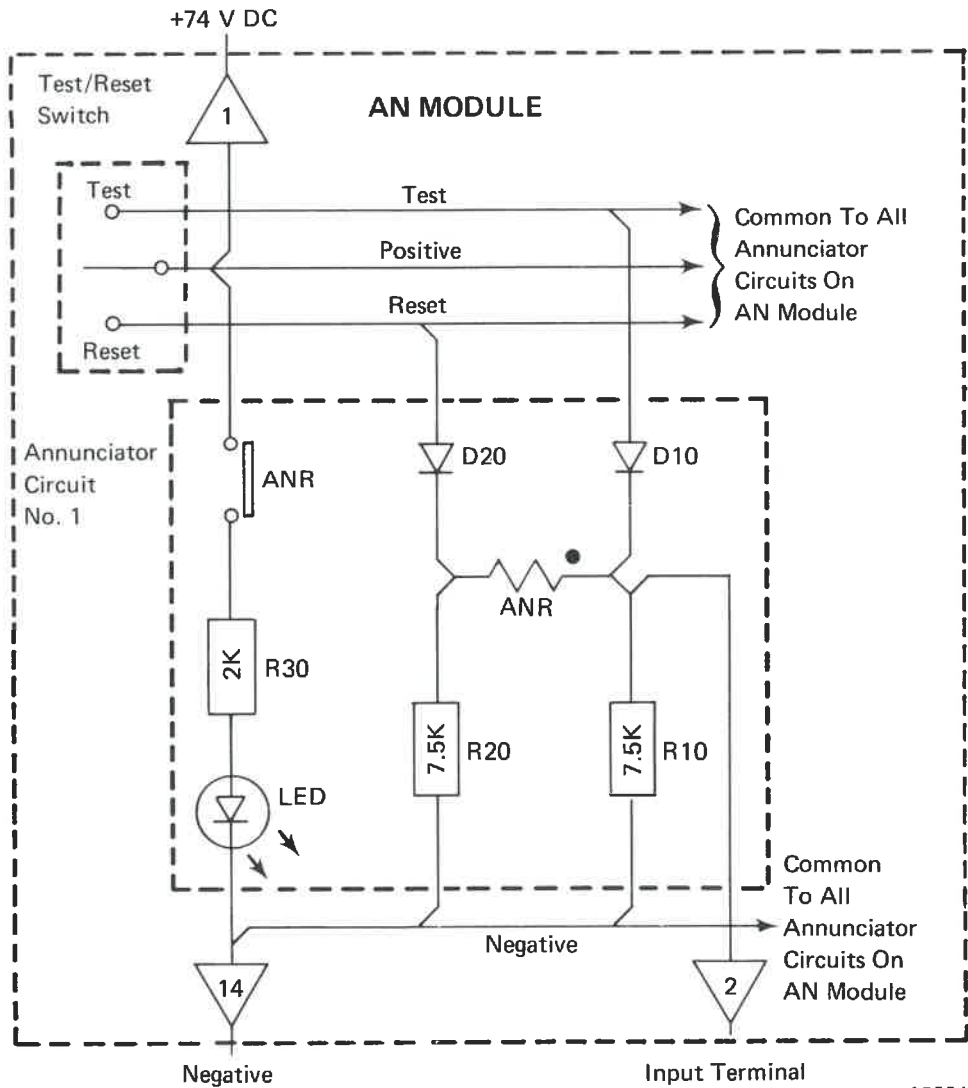 +74 V DC
Test/Reset
Switch
AN MODULE
1
Test
Test
Positive
Reset
Reset
Common To All
Annunciator
Circuits On
AN Module
Annunciator
Circuit
No. 1
ANR
D20
D10
ANR
2K
R30
7.5K
R20
7.5K
R10
LED
Common
To All
Annunciator
Circuits On
AN Module
Negative
14
2
Negative
Input Terminal